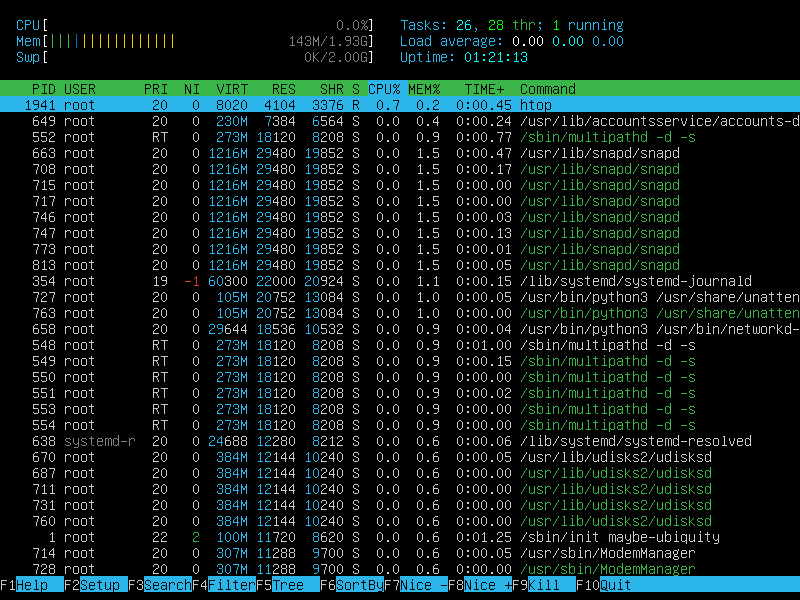 CPU[ 0.0%] Tasks: 26, 28 thr; 1 running
Mem[||||||||||||||||| 143M/1.93G] Load average: 0.00 0.00 0.00
Swp[ 0K/2.00G] Uptime: 01:21:13
PID USER PRI NI VIRT RES SHR S CPU% MEM% TIME+ Command
1941 root 20 0 8020 4104 3376 R 0.7 0.2 0:00.45 htop
649 root 20 0 230M 7384 6564 S 0.0 0.4 0:00.24 /usr/lib/accountsservice/accounts-d
552 root RT 0 273M 18120 8208 S 0.0 0.9 0:00.77 /sbin/multipathd -d -s
663 root 20 0 1216M 29480 19852 S 0.0 1.5 0:00.47 /usr/lib/snapd/snapd
708 root 20 0 1216M 29480 19852 S 0.0 1.5 0:00.17 /usr/lib/snapd/snapd
715 root 20 0 1216M 29480 19852 S 0.0 1.5 0:00.00 /usr/lib/snapd/snapd
717 root 20 0 1216M 29480 19852 S 0.0 1.5 0:00.00 /usr/lib/snapd/snapd
746 root 20 0 1216M 29480 19852 S 0.0 1.5 0:00.03 /usr/lib/snapd/snapd
747 root 20 0 1216M 29480 19852 S 0.0 1.5 0:00.13 /usr/lib/snapd/snapd
773 root 20 0 1216M 29480 19852 S 0.0 1.5 0:00.01 /usr/lib/snapd/snapd
813 root 20 0 1216M 29480 19852 S 0.0 1.5 0:00.05 /usr/lib/snapd/snapd
354 root 19 -1 60300 22000 20924 S 0.0 1.1 0:00.15 /lib/systemd/systemd-journald
727 root 20 0 105M 20752 13084 S 0.0 1.0 0:00.05 /usr/bin/python3 /usr/share/unatten
763 root 20 0 105M 20752 13084 S 0.0 1.0 0:00.00 /usr/bin/python3 /usr/share/unatten
658 root 20 0 29644 18536 10532 S 0.0 0.9 0:00.04 /usr/bin/python3 /usr/bin/networkd-
548 root RT 0 273M 18120 8208 S 0.0 0.9 0:01.00 /sbin/multipathd -d -s
549 root RT 0 273M 18120 8208 S 0.0 0.9 0:00.15 /sbin/multipathd -d -s
550 root RT 0 273M 18120 8208 S 0.0 0.9 0:00.00 /sbin/multipathd -d -s
551 root RT 0 273M 18120 8208 S 0.0 0.9 0:00.02 /sbin/multipathd -d -s
553 root RT 0 273M 18120 8208 S 0.0 0.9 0:00.00 /sbin/multipathd -d -s
554 root RT 0 273M 18120 8208 S 0.0 0.9 0:00.00 /sbin/multipathd -d -s
638 systemd-r 20 0 24688 12280 8212 S 0.0 0.6 0:00.06 /lib/systemd/systemd-resolved
670 root 20 0 384M 12144 10240 S 0.0 0.6 0:00.05 /usr/lib/udisks2/udisksd
687 root 20 0 384M 12144 10240 S 0.0 0.6 0:00.00 /usr/lib/udisks2/udisksd
711 root 20 0 384M 12144 10240 S 0.0 0.6 0:00.00 /usr/lib/udisks2/udisksd
731 root 20 0 384M 12144 10240 S 0.0 0.6 0:00.00 /usr/lib/udisks2/udisksd
760 root 20 0 384M 12144 10240 S 0.0 0.6 0:00.00 /usr/lib/udisks2/udisksd
1 root 22 2 100M 11720 8620 S 0.0 0.6 0:01.25 /sbin/init maybe-ubiquity
714 root 20 0 307M 11288 9700 S 0.0 0.6 0:00.05 /usr/sbin/ModemManager
728 root 20 0 307M 11288 9700 S 0.0 0.6 0:00.00 /usr/sbin/ModemManager
F1Help F2Setup F3SearchF4FilterF5Tree F6SortByF7Nice -F8Nice +F9Kill F10Quit